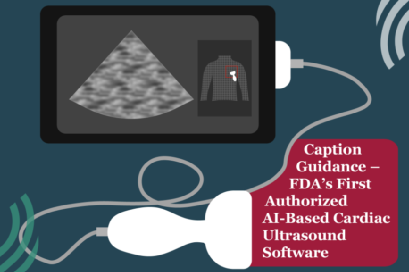 Caption
Guidance –
FDA's First
Authorized
AI-Based Cardiac
Ultrasound
Software